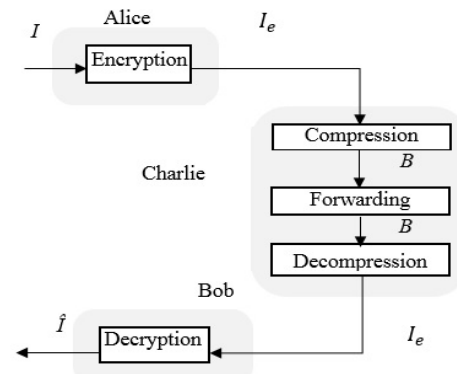 Alice
I
I_e
Encryption
Compression
B
Charlie
Forwarding
B
Decompression
Bob
Î
I_e
Decryption